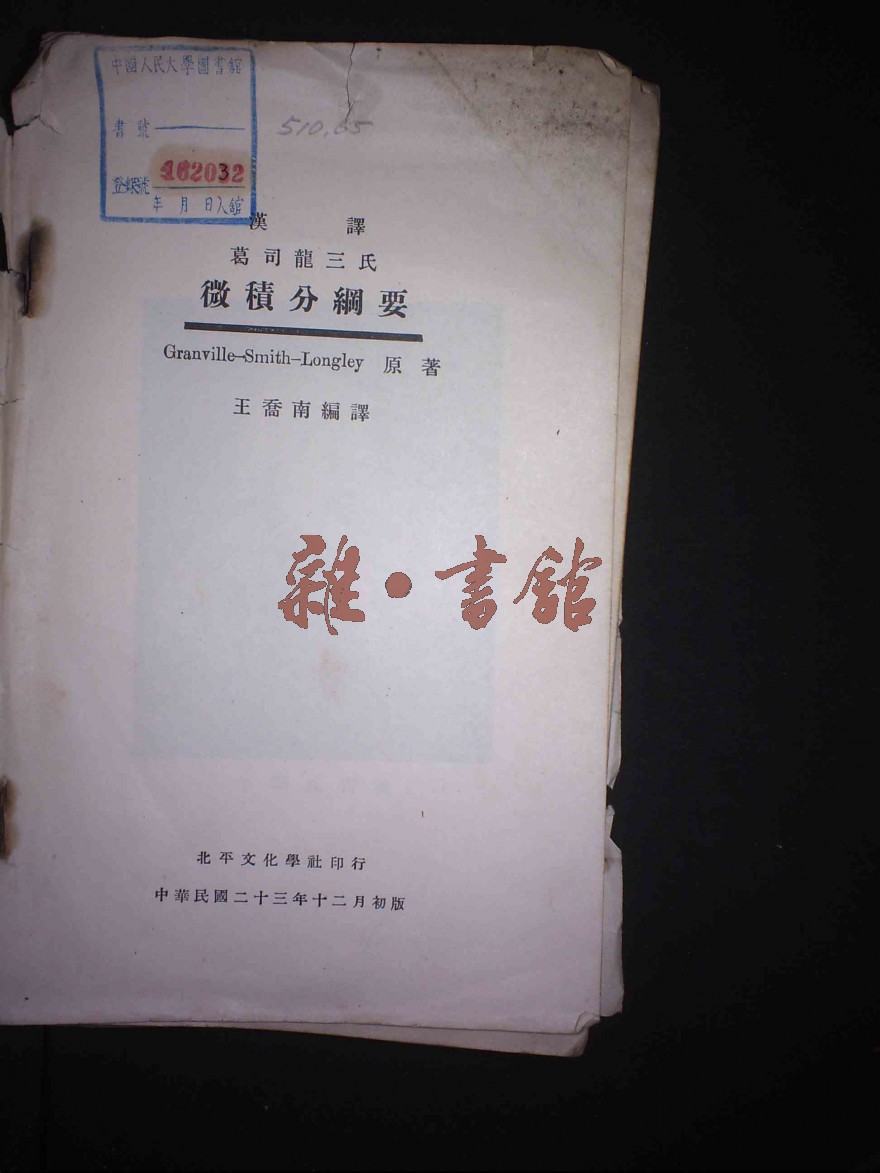 中國人民大學圖書館
書號
登錄號 162032
年 月 日入館
510.65
漢譯
葛司龍三氏
微積分綱要
Granville-Smith-Longley 原著
王喬南編譯
雜·書館
北平文化學社印行
中華民國二十三年十二月初版